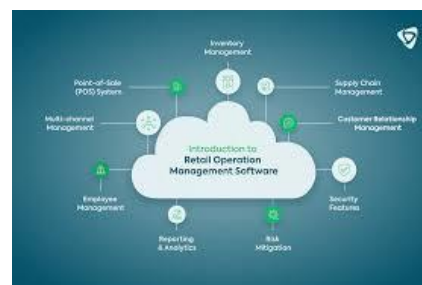 Inventory
Management
Point-of-Sale
(POS) System
Supply Chain
Management
Multi-channel
Management
Customer Relationship
Management
Introduction to
Retail Operation
Management Software
Employee
Management
Security
Features
Reporting
& Analytics
Risk
Mitigation